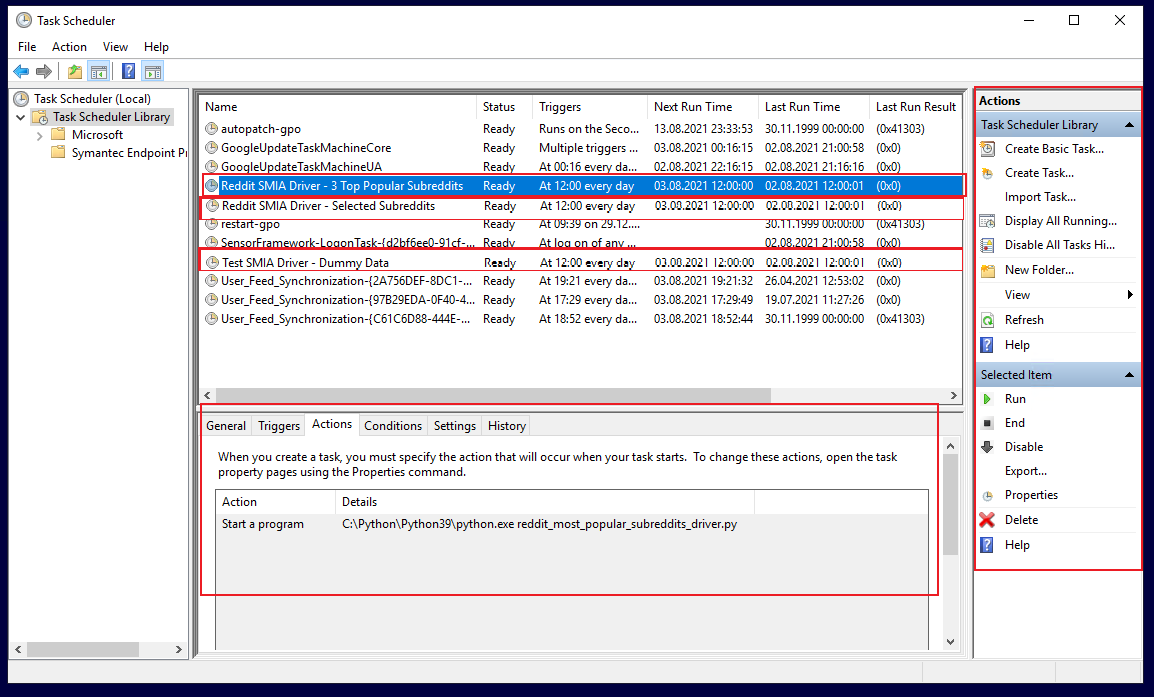 Task Scheduler
File Action View Help
Task Scheduler (Local)
Task Scheduler Library
Microsoft
Symantec Endpoint Pr
Name Status Triggers Next Run Time Last Run Time Last Run Result
autopatch-gpo Ready Runs on the Seco... 13.08.2021 23:33:53 30.11.1999 00:00:00 (0x41303)
GoogleUpdateTaskMachineCore Ready Multiple triggers ... 03.08.2021 00:16:15 02.08.2021 21:00:58 (0x0)
GoogleUpdateTaskMachineUA Ready At 00:16 every day 02.08.2021 22:16:15 02.08.2021 21:16:16 (0x0)
Reddit SMIA Driver - 3 Top Popular Subreddits Ready At 12:00 every day 03.08.2021 12:00:00 02.08.2021 12:00:01 (0x0)
Reddit SMIA Driver - Selected Subreddits Ready At 12:00 every day 03.08.2021 12:00:00 02.08.2021 12:00:01 (0x0)
restart-gpo Ready At 09:39 on 29.12.... 30.11.1999 00:00:00 (0x41303)
SensorFramework-LogonTask-{d2bf6ee0-91cf-... Ready At log on of any ... 02.08.2021 21:00:58 (0x0)
Test SMIA Driver - Dummy Data Ready At 12:00 every day 03.08.2021 12:00:00 02.08.2021 12:00:01 (0x0)
User_Feed_Synchronization-{2A756DEF-8DC1-... Ready At 19:21 every da... 03.08.2021 19:21:32 26.04.2021 12:53:02 (0x0)
User_Feed_Synchronization-{97B29EDA-0F40-4... Ready At 17:29 every da... 03.08.2021 17:29:49 19.07.2021 11:27:26 (0x0)
User_Feed_Synchronization-{C61C6D88-444E-... Ready At 18:52 every da... 03.08.2021 18:52:44 30.11.1999 00:00:00 (0x41303)
General Triggers Actions Conditions Settings History
When you create a task, you must specify the action that will occur when your task starts. To change these actions, open the task
property pages using the Properties command.
Action Details
Start a program C:\Python\Python39\python.exe reddit_most_popular_subreddits_driver.py
Actions
Task Scheduler Library
Create Basic Task...
Create Task...
Import Task...
Display All Running...
Disable All Tasks Hi...
New Folder...
View
Refresh
Help
Selected Item
Run
End
Disable
Export...
Properties
Delete
Help